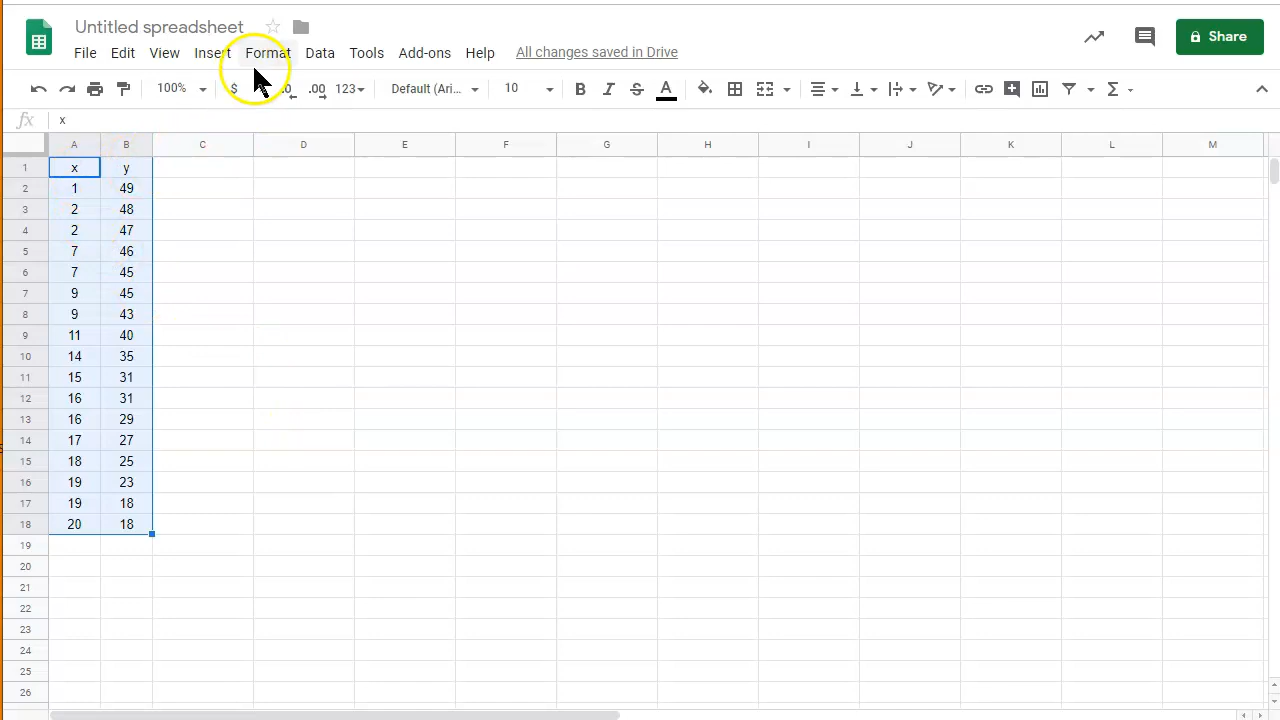 Untitled spreadsheet
File Edit View Insert Format Data Tools Add-ons Help All changes saved in Drive
Share
100% $ .00 123 Default (Ari... 10 B I S A Σ
fx x
A B C D E F G H I J K L M
1 x y
2 1 49
3 2 48
4 2 47
5 7 46
6 7 45
7 9 45
8 9 43
9 11 40
10 14 35
11 15 31
12 16 31
13 16 29
14 17 27
15 18 25
16 19 23
17 19 18
18 20 18
19
20
21
22
23
24
25
26